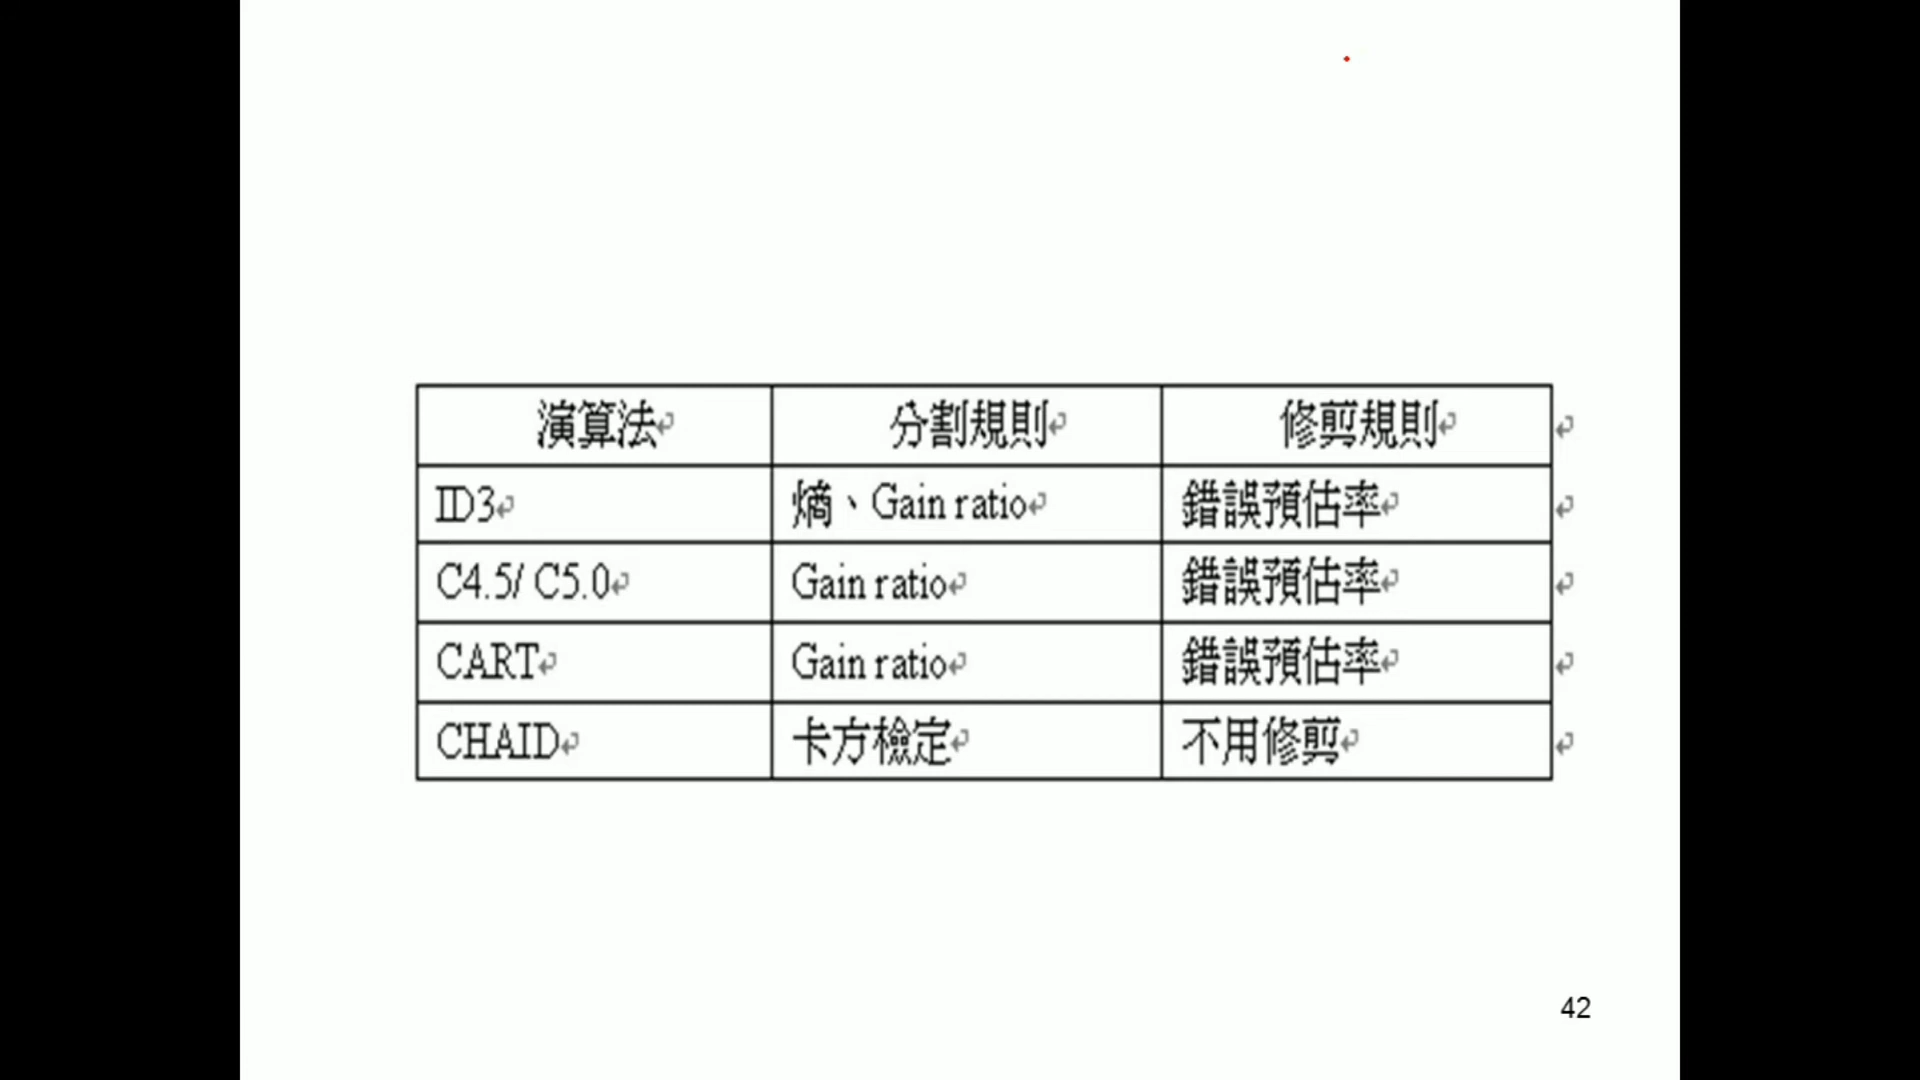 演算法 分割規則 修剪規則
ID3 熵、Gain ratio 錯誤預估率
C4.5/ C5.0 Gain ratio 錯誤預估率
CART Gain ratio 錯誤預估率
CHAID 卡方檢定 不用修剪
42